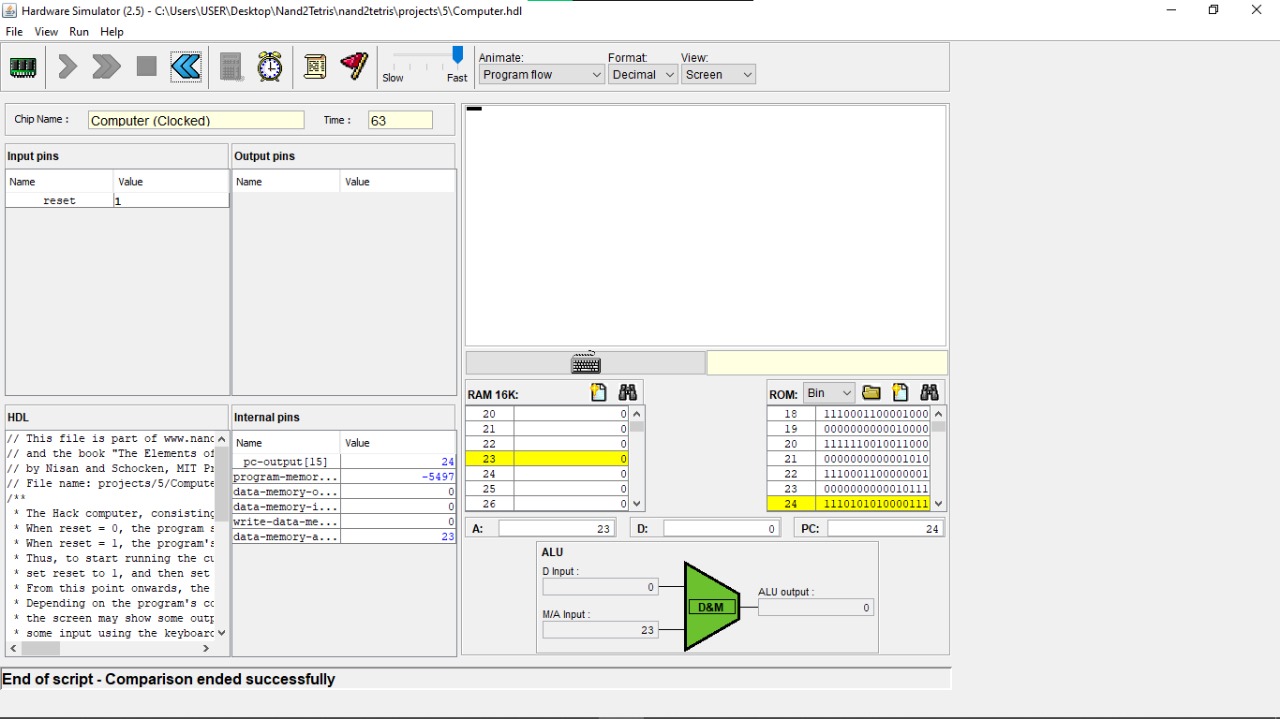 Hardware Simulator (2.5) - C:\Users\USER\Desktop\Nand2Tetris\nand2tetris\projects\5\Computer.hdl
File View Run Help
Slow Fast
Animate: Format: View:
Program flow Decimal Screen
Chip Name : Computer (Clocked) Time : 63
Input pins
Name Value
reset 1
Output pins
Name Value
HDL
// This file is part of www.nand
// and the book "The Elements of
// by Nisan and Schocken, MIT Pr
// File name: projects/5/Compute
/**
* The Hack computer, consisting
* When reset = 0, the program s
* When reset = 1, the program's
* Thus, to start running the cu
* set reset to 1, and then set
* From this point onwards, the
* Depending on the program's co
* the screen may show some outp
* some input using the keyboard
Internal pins
Name Value
pc-output[15] 24
program-memor... -5497
data-memory-o... 0
data-memory-i... 0
write-data-me... 0
data-memory-a... 23
RAM 16K:
20 0
21 0
22 0
23 0
24 0
25 0
26 0
ROM: Bin
18 1110001100001000
19 0000000000010000
20 1111110010011000
21 0000000000001010
22 1110001100000001
23 0000000000010111
24 1110101010000111
A: 23 D: 0 PC: 24
ALU
D Input :
0
M/A Input :
23
D&M
ALU output :
0
End of script - Comparison ended successfully